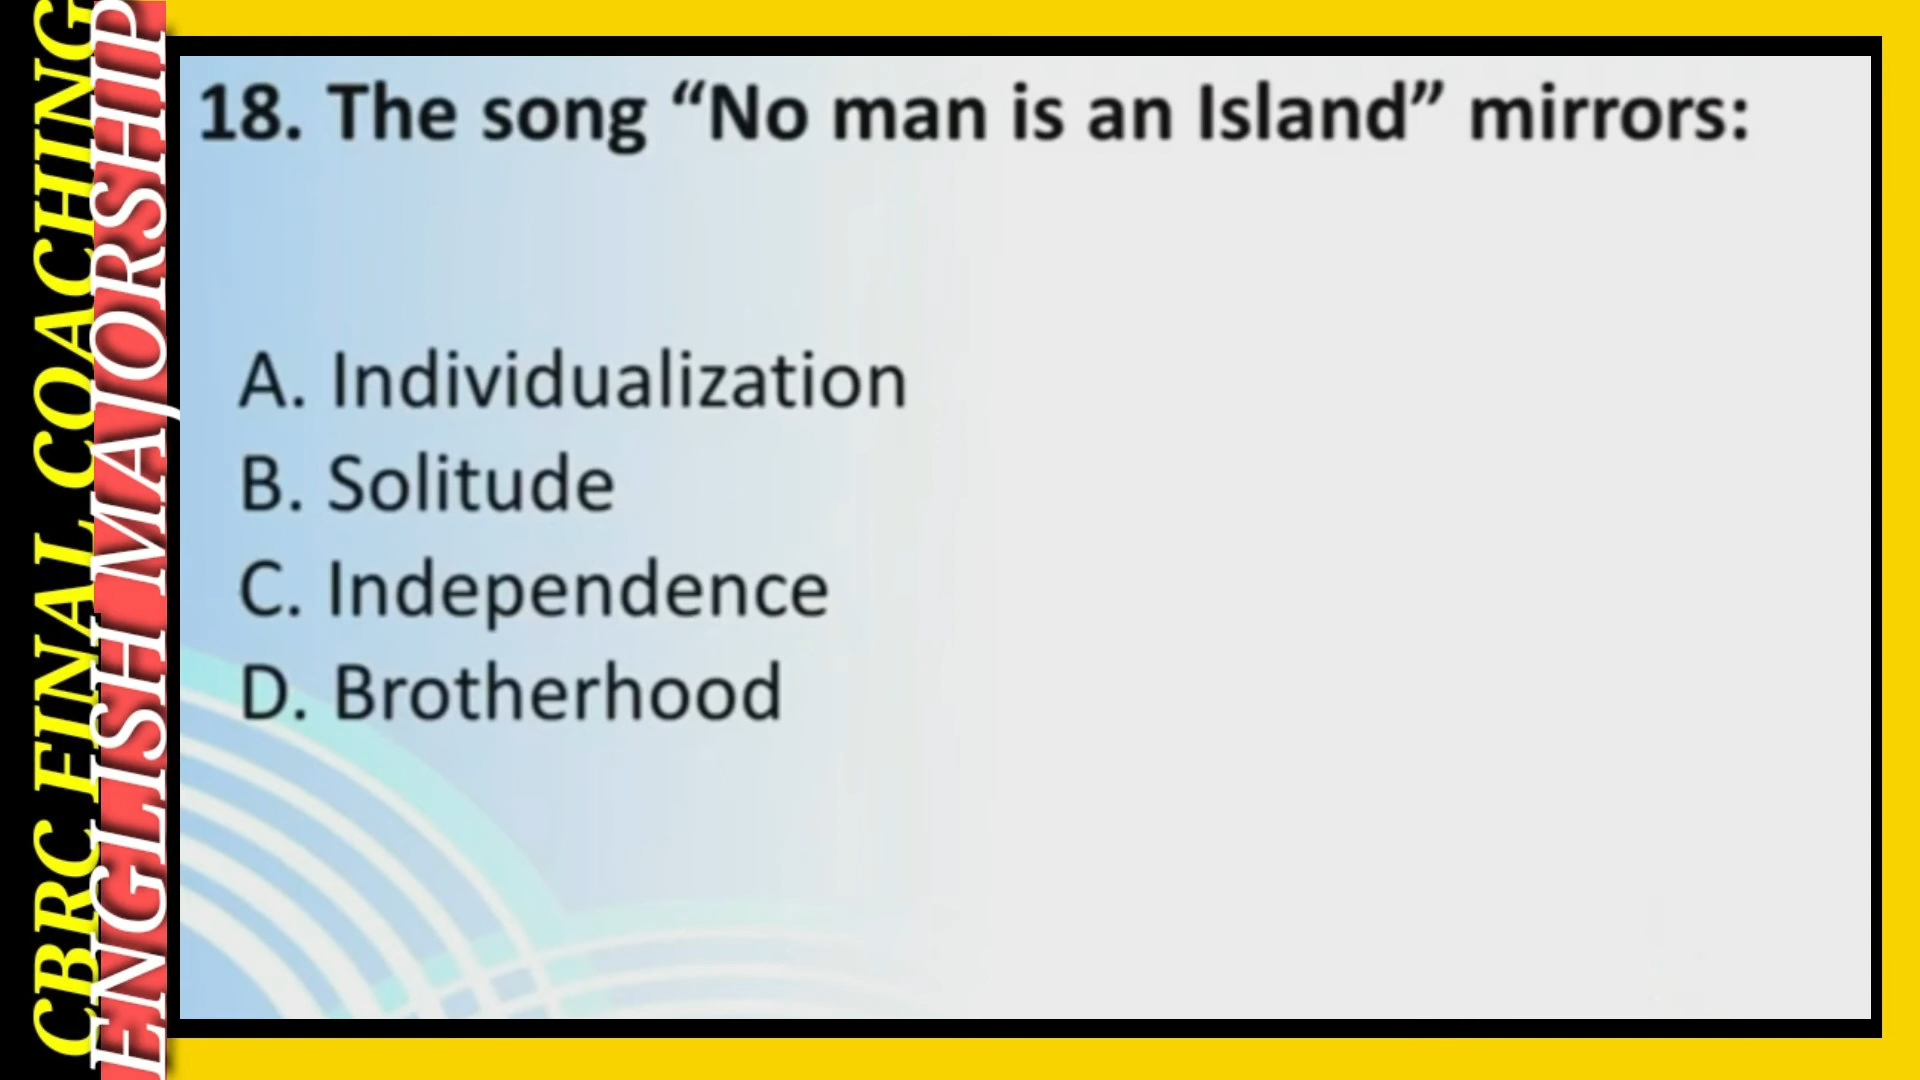 CBRC FINAL COACHING
ENGLISH MAJORSHIP
18. The song “No man is an Island” mirrors:
A. Individualization
B. Solitude
C. Independence
D. Brotherhood